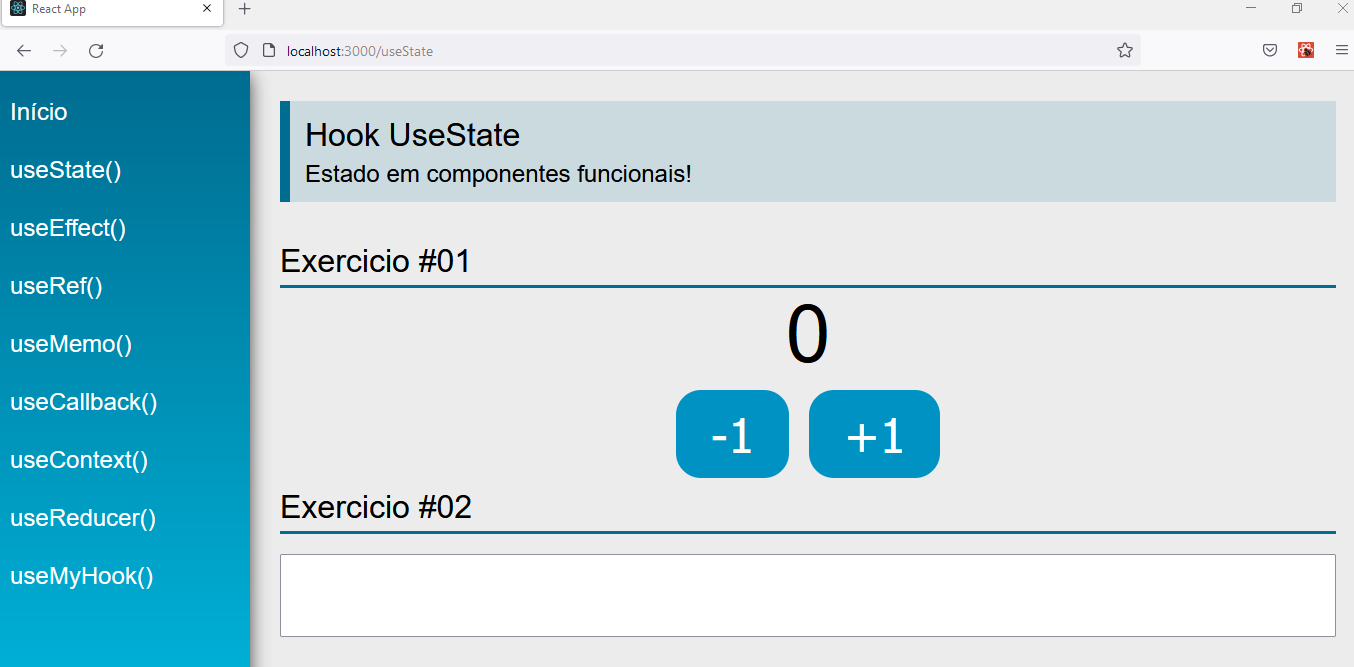 React App
localhost:3000/useState
Início
useState()
useEffect()
useRef()
useMemo()
useCallback()
useContext()
useReducer()
useMyHook()
Hook UseState
Estado em componentes funcionais!
Exercicio #01
0
-1 +1
Exercicio #02